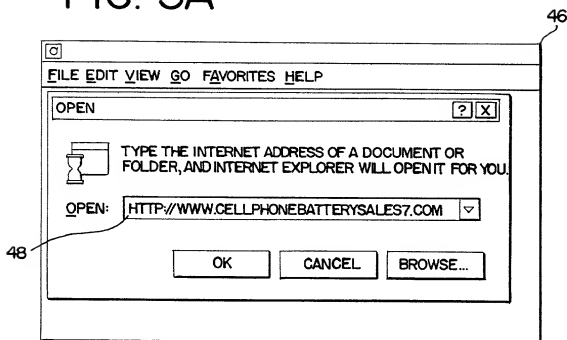 FIG. 5A
46
FILE EDIT VIEW GO FAVORITES HELP
OPEN ? X
TYPE THE INTERNET ADDRESS OF A DOCUMENT OR
FOLDER, AND INTERNET EXPLORER WILL OPEN IT FOR YOU.
OPEN: HTTP://WWW.CELLPHONEBATTERYSALES7.COM
48
OK CANCEL BROWSE...